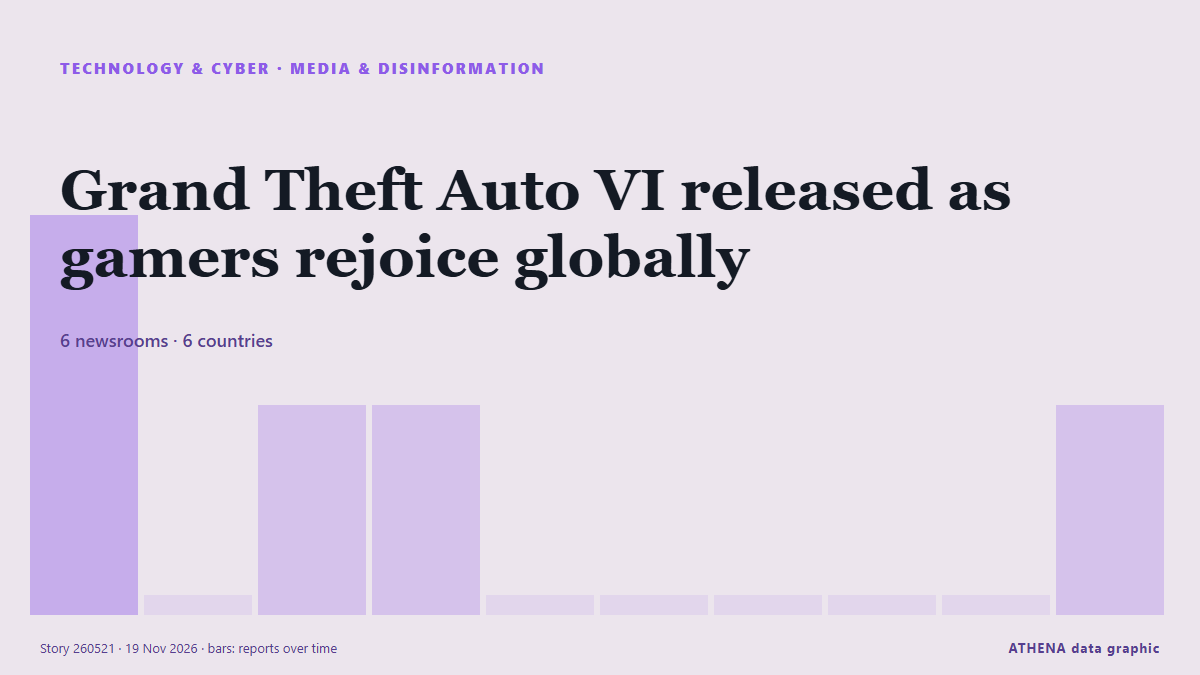 TECHNOLOGY & CYBER · MEDIA & DISINFORMATION
Grand Theft Auto VI released as
gamers rejoice globally
6 newsrooms · 6 countries
Story 260521 · 19 Nov 2026 · bars: reports over time
ATHENA data graphic